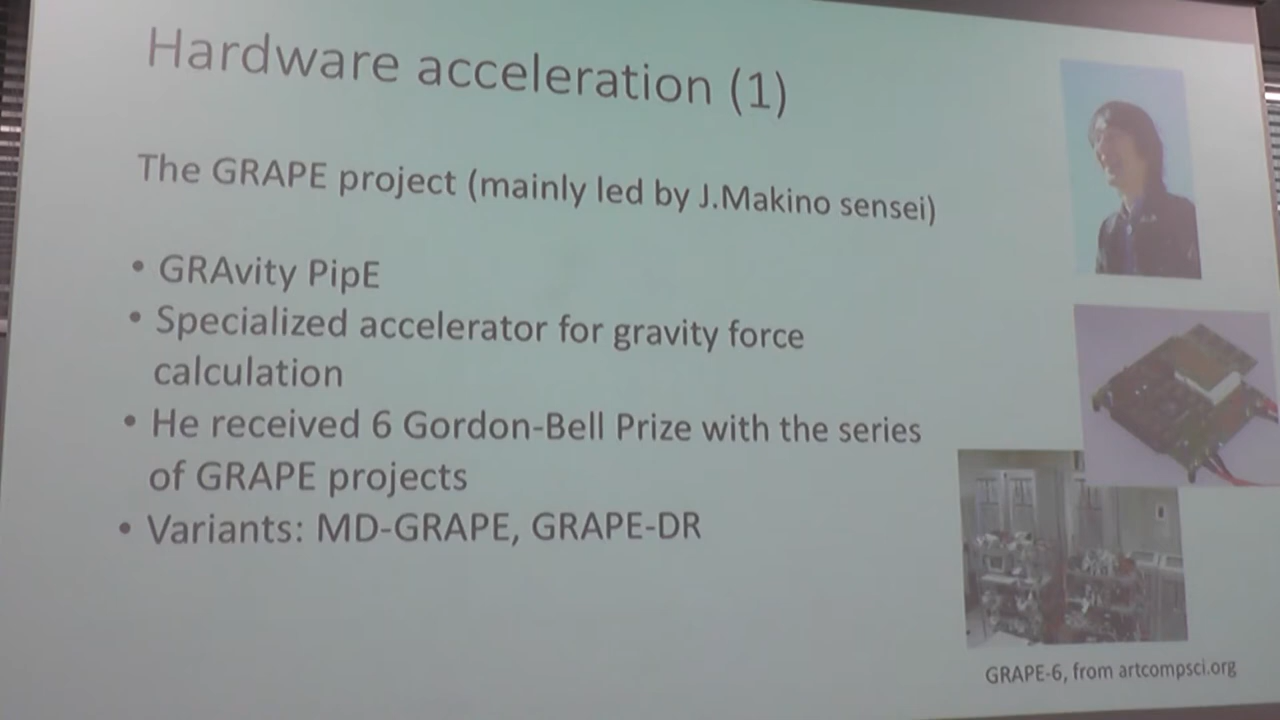 Hardware acceleration (1)
The GRAPE project (mainly led by J.Makino sensei)
• GRAvity PipE
• Specialized accelerator for gravity force
calculation
• He received 6 Gordon-Bell Prize with the series
of GRAPE projects
• Variants: MD-GRAPE, GRAPE-DR
GRAPE-6, from artcompsci.org